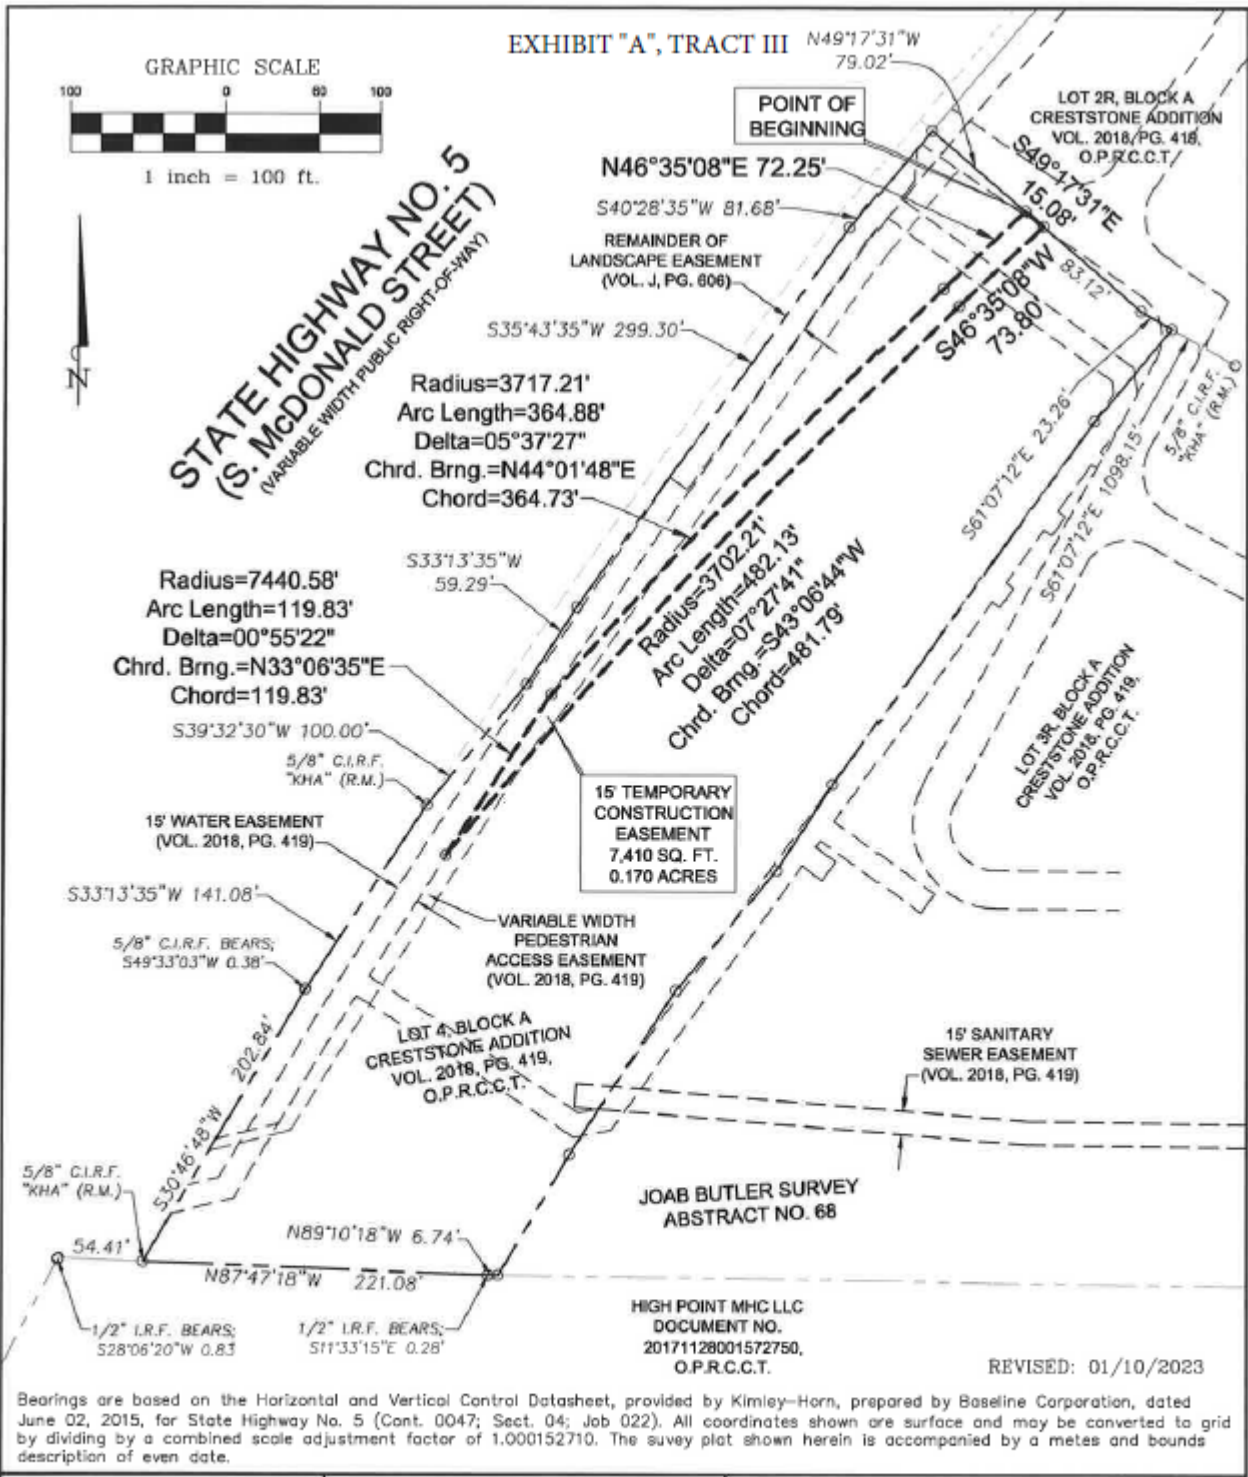 EXHIBIT "A", TRACT III
N49°17'31"W
79.02'
GRAPHIC SCALE
100 0 60 100
1 inch = 100 ft.
POINT OF
BEGINNING
LOT 2R, BLOCK A
CRESTSTONE ADDITION
VOL. 2018, PG. 419,
O.P.R.C.C.T.
N46°35'08"E 72.25'
S49°17'31"E
15.08'
S40°28'35"W 81.68'
REMAINDER OF
LANDSCAPE EASEMENT
(VOL. J, PG. 606)
83.12'
S46°35'08"W
73.80'
STATE HIGHWAY NO. 5
(S. McDONALD STREET)
(VARIABLE WIDTH PUBLIC RIGHT-OF-WAY)
N
S35°43'35"W 299.30'
Radius=3717.21'
Arc Length=364.88'
Delta=05°37'27"
Chrd. Brng.=N44°01'48"E
Chord=364.73'
5/8" C.I.R.F.
"KHA" (R.M.)
S61°07'12"E 23.26'
S61°07'12"E 1098.15'
S33°13'35"W
59.29'
Radius=3702.21'
Arc Length=482.13'
Delta=07°27'41"
Chrd. Brng.=S43°06'44"W
Chord=481.79'
Radius=7440.58'
Arc Length=119.83'
Delta=00°55'22"
Chrd. Brng.=N33°06'35"E
Chord=119.83'
LOT 3R, BLOCK A
CRESTSTONE ADDITION
VOL. 2018, PG. 419,
O.P.R.C.C.T.
S39°32'30"W 100.00'
5/8" C.I.R.F.
"KHA" (R.M.)
15' TEMPORARY
CONSTRUCTION
EASEMENT
7,410 SQ. FT.
0.170 ACRES
15' WATER EASEMENT
(VOL. 2018, PG. 419)
S33°13'35"W 141.08'
5/8" C.I.R.F. BEARS;
S49°33'03"W 0.38'
VARIABLE WIDTH
PEDESTRIAN
ACCESS EASEMENT
(VOL. 2018, PG. 419)
LOT 4, BLOCK A
CRESTSTONE ADDITION
VOL. 2018, PG. 419,
O.P.R.C.C.T.
15' SANITARY
SEWER EASEMENT
(VOL. 2018, PG. 419)
S30°46'48"W 202.84'
5/8" C.I.R.F.
"KHA" (R.M.)
JOAB BUTLER SURVEY
ABSTRACT NO. 68
54.41'
N89°10'18"W 6.74'
N87°47'18"W 221.08'
1/2" I.R.F. BEARS;
S28°06'20"W 0.83
1/2" I.R.F. BEARS;
S11°33'15"E 0.28'
HIGH POINT MHC LLC
DOCUMENT NO.
20171128001572750,
O.P.R.C.C.T.
REVISED: 01/10/2023
Bearings are based on the Horizontal and Vertical Control Datasheet, provided by Kimley-Horn, prepared by Baseline Corporation, dated
June 02, 2015, for State Highway No. 5 (Cont. 0047; Sect. 04; Job 022). All coordinates shown are surface and may be converted to grid
by dividing by a combined scale adjustment factor of 1.000152710. The suvey plat shown herein is accompanied by a metes and bounds
description of even date.